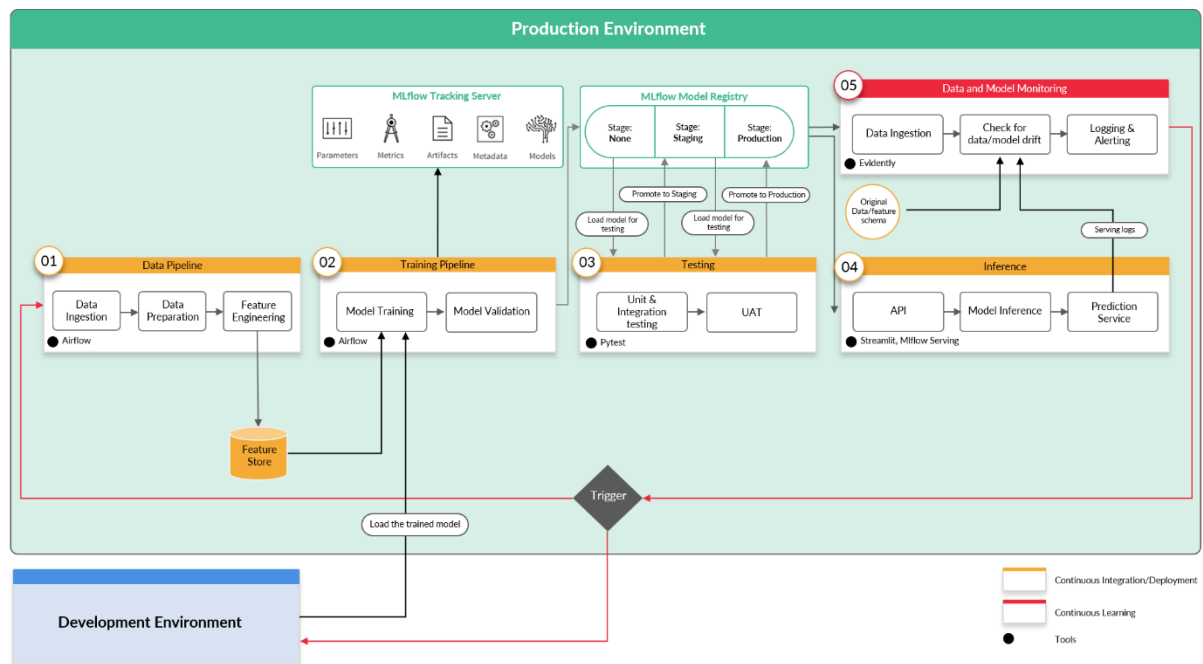 Production Environment
MLflow Tracking Server
Parameters
Metrics
Artifacts
Metadata
Models
MLflow Model Registry
Stage:
None
Stage:
Staging
Stage:
Production
Promote to Staging
Promote to Production
Load model for
testing
Load model for
testing
05
Data and Model Monitoring
Data Ingestion
Check for
data/model drift
Logging &
Alerting
Evidently
Original
Data/feature
schema
Serving logs
01
Data Pipeline
Data
Ingestion
Data
Preparation
Feature
Engineering
Airflow
02
Training Pipeline
Model Training
Model Validation
Airflow
03
Testing
Unit &
Integration
testing
UAT
Pytest
04
Inference
API
Model Inference
Prediction
Service
Streamlit, Mlflow Serving
Feature
Store
Trigger
Load the trained model
Development Environment
Continuous Integration/Deployment
Continuous Learning
Tools